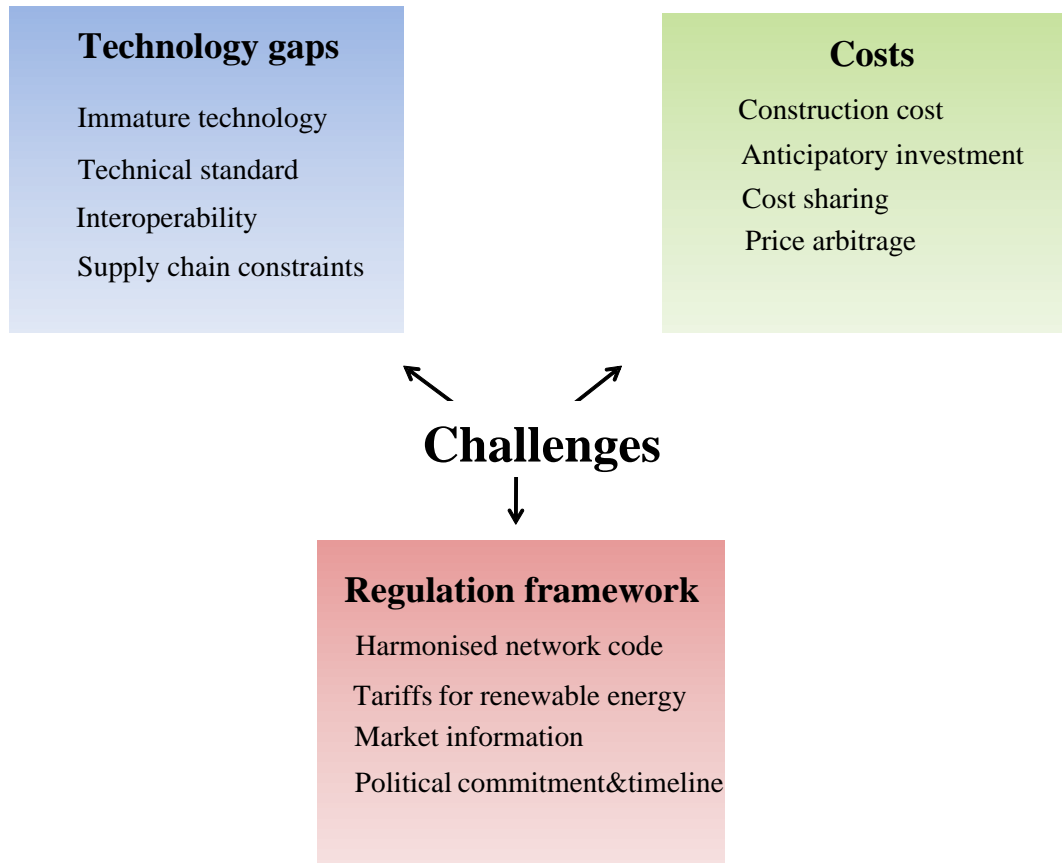 Technology gaps
Immature technology
Technical standard
Interoperability
Supply chain constraints
Costs
Construction cost
Anticipatory investment
Cost sharing
Price arbitrage
Challenges
Regulation framework
Harmonised network code
Tariffs for renewable energy
Market information
Political commitment&timeline